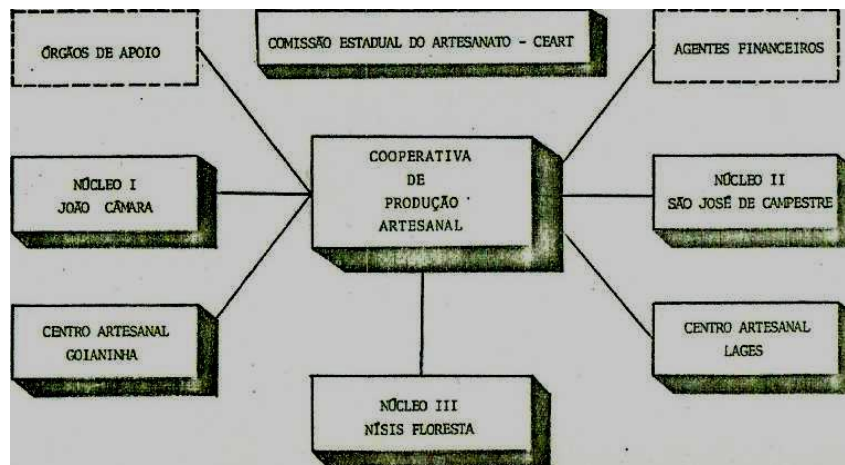 ÓRGÃOS DE APOIO
COMISSÃO ESTADUAL DO ARTESANATO - CEART
AGENTES FINANCEIROS
NÚCLEO I
JOÃO CÂMARA
COOPERATIVA
DE
PRODUÇÃO
ARTESANAL
NÚCLEO II
SÃO JOSÉ DE CAMPESTRE
CENTRO ARTESANAL
GOIANINHA
NÚCLEO III
NÍSIS FLORESTA
CENTRO ARTESANAL
LAGES